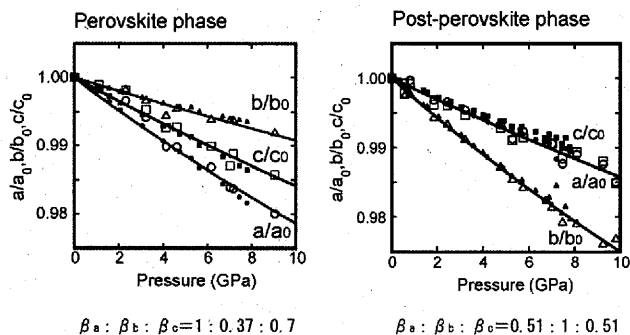 Perovskite phase
a/a0, b/b0, c/c0
1.00
0.99
0.98
b/b0
c/c0
a/a0
0 2 4 6 8 10
Pressure (GPa)
βa : βb : βc=1 : 0.37 : 0.7
Post-perovskite phase
a/a0, b/b0, c/c0
1.00
0.99
0.98
c/c0
a/a0
b/b0
0 2 4 6 8 10
Pressure (GPa)
βa : βb : βc=0.51 : 1 : 0.51